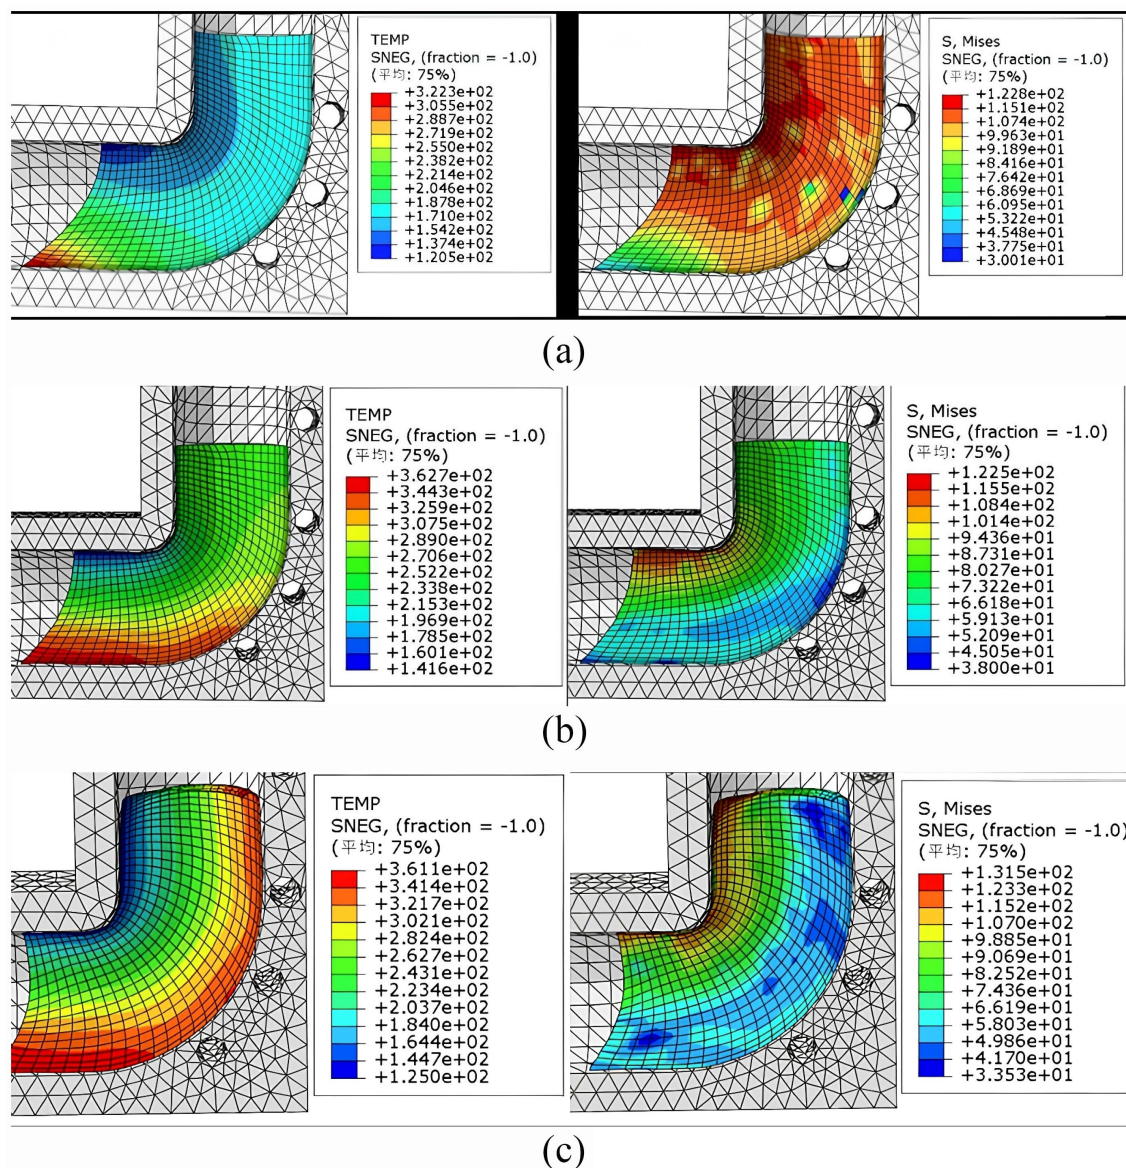 TEMP
SNEG, (fraction = -1.0)
(平均: 75%)
+3.223e+02
+3.055e+02
+2.887e+02
+2.719e+02
+2.550e+02
+2.382e+02
+2.214e+02
+2.046e+02
+1.878e+02
+1.710e+02
+1.542e+02
+1.374e+02
+1.205e+02
S, Mises
SNEG, (fraction = -1.0)
(平均: 75%)
+1.228e+02
+1.151e+02
+1.074e+02
+9.963e+01
+9.189e+01
+8.416e+01
+7.642e+01
+6.869e+01
+6.095e+01
+5.322e+01
+4.548e+01
+3.775e+01
+3.001e+01
(a)
TEMP
SNEG, (fraction = -1.0)
(平均: 75%)
+3.627e+02
+3.443e+02
+3.259e+02
+3.075e+02
+2.890e+02
+2.706e+02
+2.522e+02
+2.338e+02
+2.153e+02
+1.969e+02
+1.785e+02
+1.601e+02
+1.416e+02
S, Mises
SNEG, (fraction = -1.0)
(平均: 75%)
+1.225e+02
+1.155e+02
+1.084e+02
+1.014e+02
+9.436e+01
+8.731e+01
+8.027e+01
+7.322e+01
+6.618e+01
+5.913e+01
+5.209e+01
+4.505e+01
+3.800e+01
(b)
TEMP
SNEG, (fraction = -1.0)
(平均: 75%)
+3.611e+02
+3.414e+02
+3.217e+02
+3.021e+02
+2.824e+02
+2.627e+02
+2.431e+02
+2.234e+02
+2.037e+02
+1.840e+02
+1.644e+02
+1.447e+02
+1.250e+02
S, Mises
SNEG, (fraction = -1.0)
(平均: 75%)
+1.315e+02
+1.233e+02
+1.152e+02
+1.070e+02
+9.885e+01
+9.069e+01
+8.252e+01
+7.436e+01
+6.619e+01
+5.803e+01
+4.986e+01
+4.170e+01
+3.353e+01
(c)